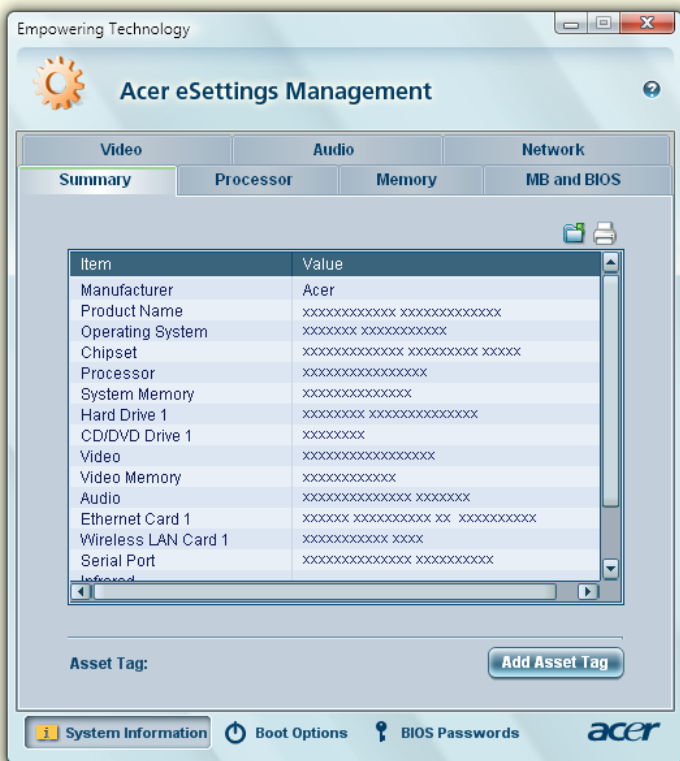 Empowering Technology
Acer eSettings Management
Video Audio Network
Summary Processor Memory MB and BIOS
Item Value
Manufacturer Acer
Product Name xxxxxxxxxxxx xxxxxxxxxxxxx
Operating System xxxxxxx xxxxxxxxxxx
Chipset xxxxxxxxxxxxx xxxxxxxxx xxxxx
Processor xxxxxxxxxxxxxxxx
System Memory xxxxxxxxxxxxxx
Hard Drive 1 xxxxxxxx xxxxxxxxxxxxxx
CD/DVD Drive 1 xxxxxxxx
Video xxxxxxxxxxxxxxxxx
Video Memory xxxxxxxxxxxx
Audio xxxxxxxxxxxxxx xxxxxxx
Ethernet Card 1 xxxxxx xxxxxxxxxx xx xxxxxxxxxx
Wireless LAN Card 1 xxxxxxxxxxx xxxx
Serial Port xxxxxxxxxxxxxx xxxxxxxxxx
Infrared
Asset Tag: Add Asset Tag
System Information Boot Options BIOS Passwords acer